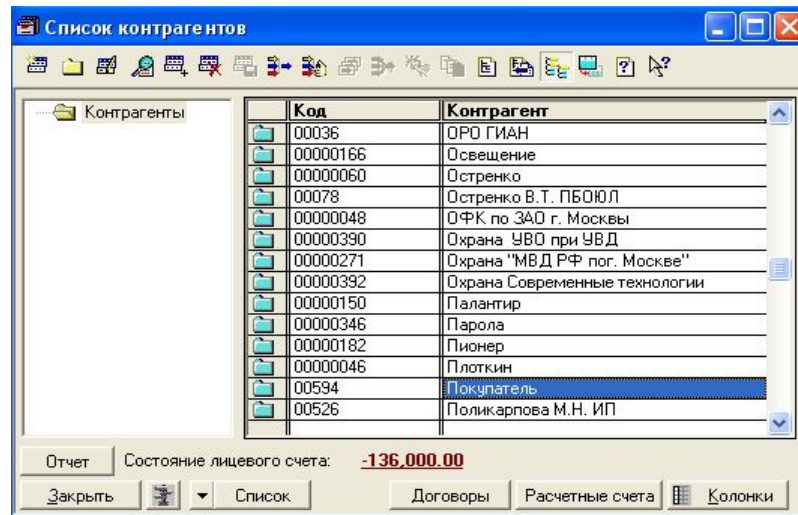 Список контрагентов
Контрагенты
Код Контрагент
00036 ОРО ГИАН
00000166 Освещение
00000060 Остренко
00078 Остренко В.Т. ПБОЮЛ
00000048 ОФК по ЗАО г. Москвы
00000390 Охрана УВО при УВД
00000271 Охрана "МВД РФ пог. Москве"
00000392 Охрана Современные технологии
00000150 Палантир
00000346 Парола
00000182 Пионер
00000046 Плоткин
00594 Покупатель
00526 Поликарпова М.Н. ИП
Отчет Состояние лицевого счета: -136,000.00
Закрыть Список Договоры Расчетные счета Колонки